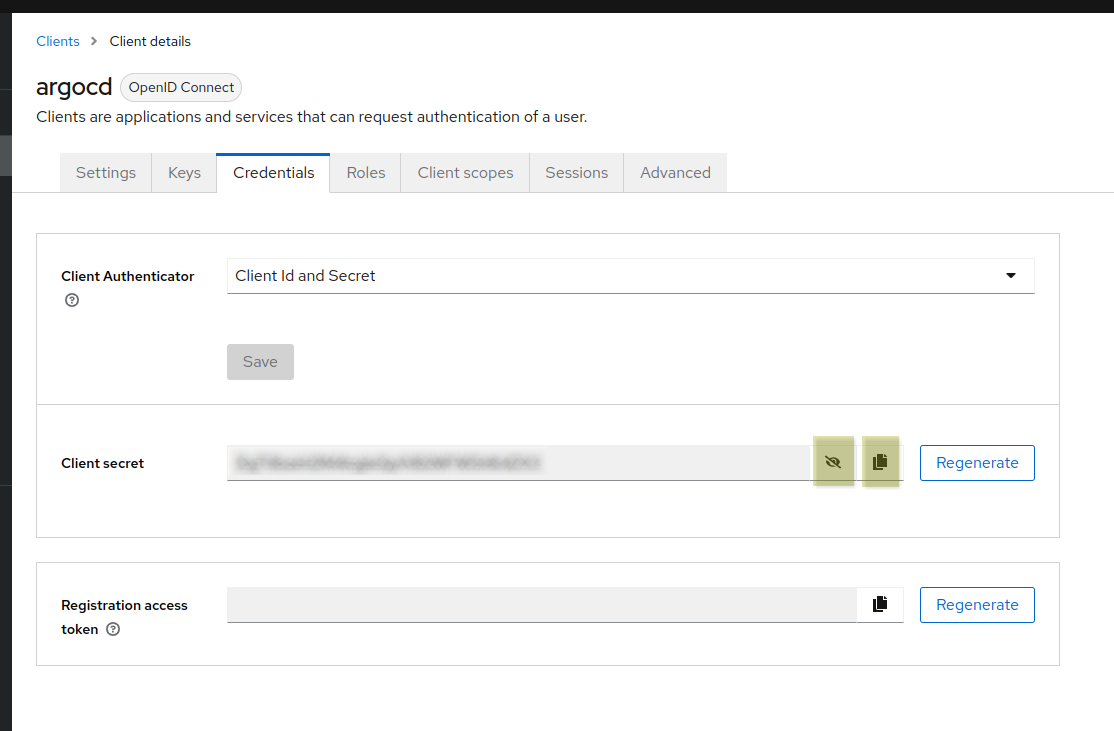 Clients > Client details
argocd OpenID Connect
Clients are applications and services that can request authentication of a user.
Settings Keys Credentials Roles Client scopes Sessions Advanced
Client Authenticator
Client Id and Secret
Save
Client secret
Regenerate
Registration access
token
Regenerate